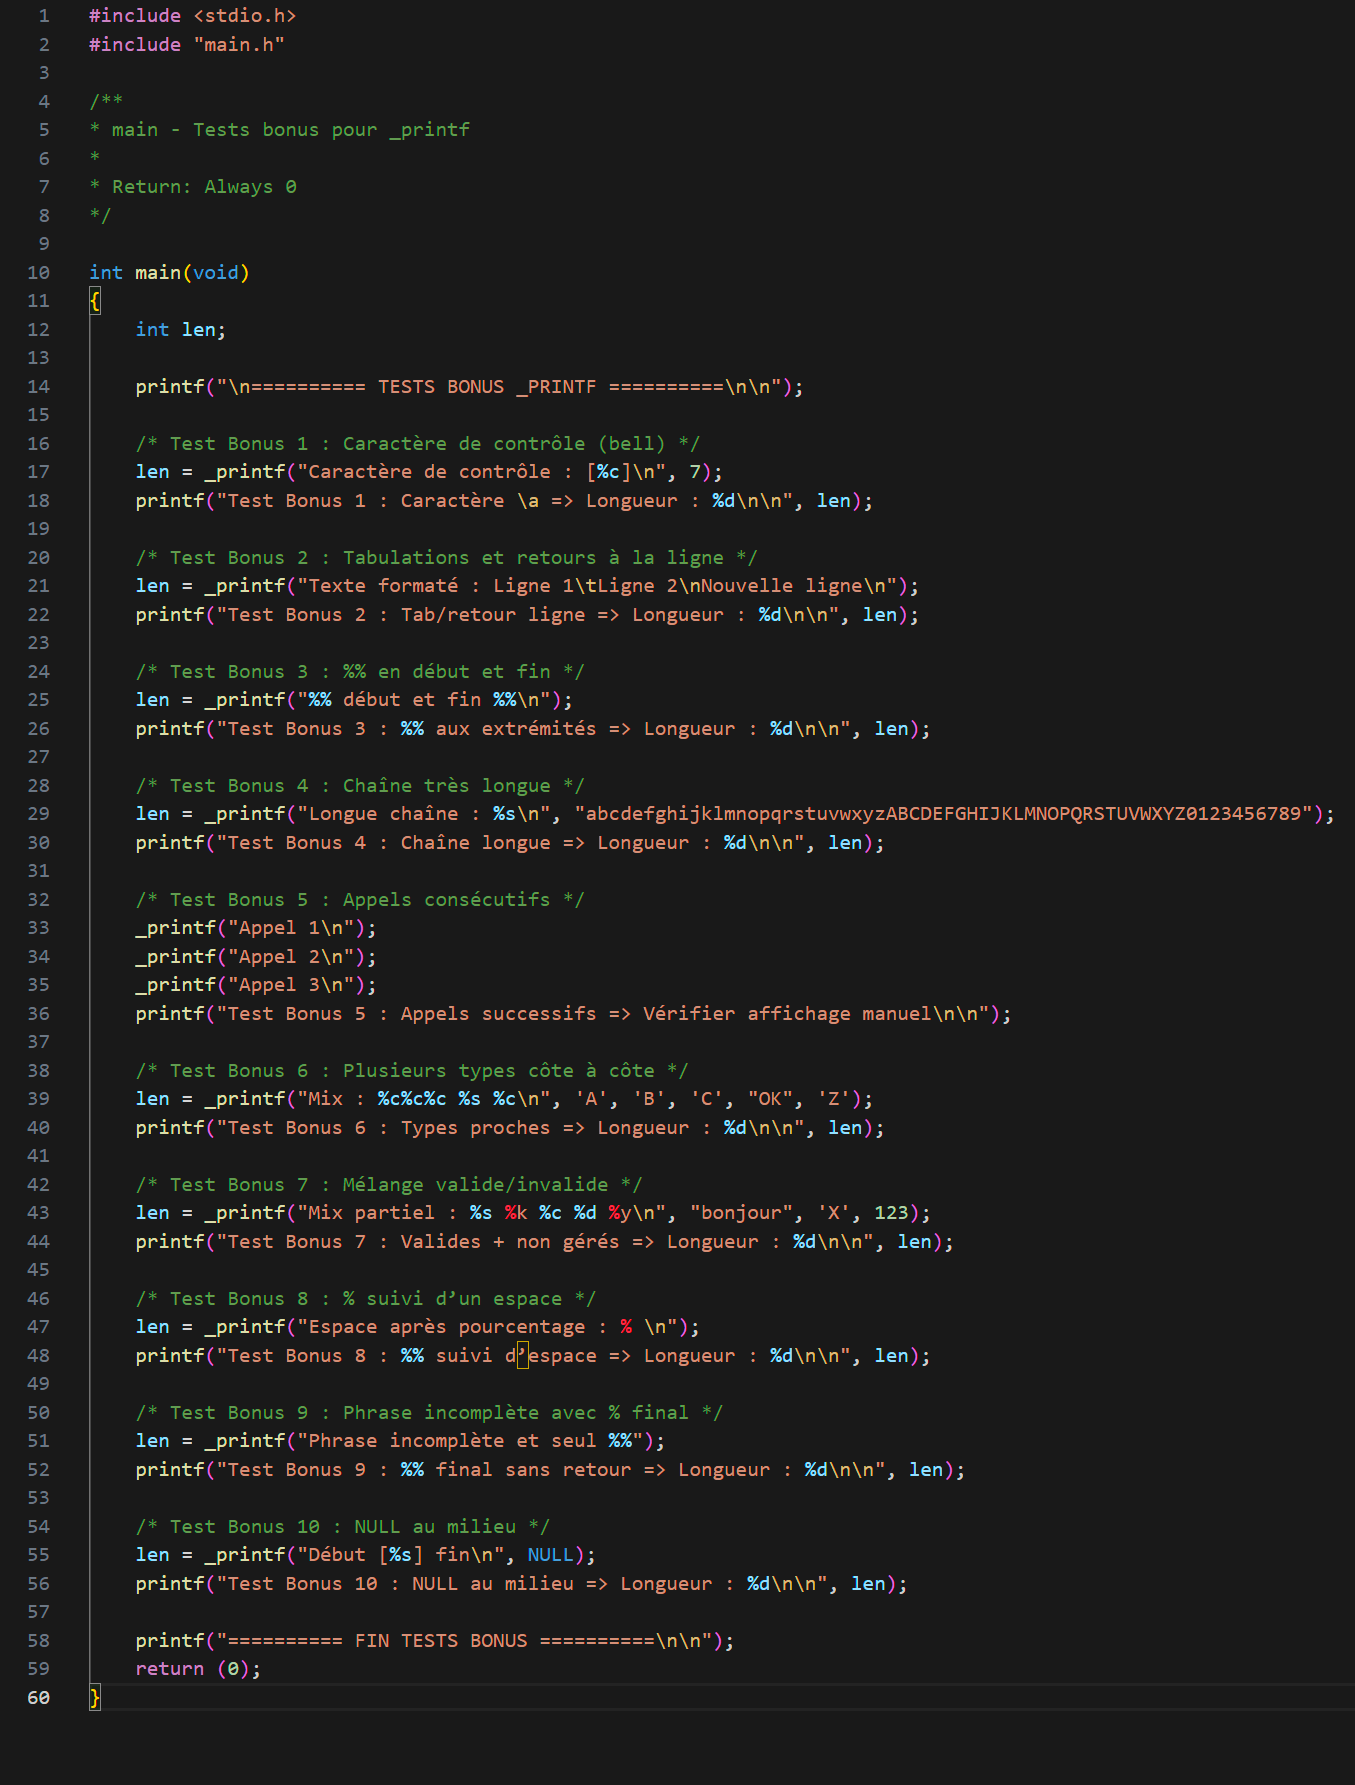 1 #include <stdio.h>
2 #include "main.h"
3
4 /**
5 * main - Tests bonus pour _printf
6 *
7 * Return: Always 0
8 */
9
10 int main(void)
11 {
12     int len;
13
14     printf("\n========== TESTS BONUS _PRINTF ==========\n\n");
15
16     /* Test Bonus 1 : Caractère de contrôle (bell) */
17     len = _printf("Caractère de contrôle : [%c]\n", 7);
18     printf("Test Bonus 1 : Caractère \a => Longueur : %d\n\n", len);
19
20     /* Test Bonus 2 : Tabulations et retours à la ligne */
21     len = _printf("Texte formaté : Ligne 1\tLigne 2\nNouvelle ligne\n");
22     printf("Test Bonus 2 : Tab/retour ligne => Longueur : %d\n\n", len);
23
24     /* Test Bonus 3 : %% en début et fin */
25     len = _printf("%% début et fin %%\n");
26     printf("Test Bonus 3 : %% aux extrémités => Longueur : %d\n\n", len);
27
28     /* Test Bonus 4 : Chaîne très longue */
29     len = _printf("Longue chaîne : %s\n", "abcdefghijklmnopqrstuvwxyzABCDEFGHIJKLMNOPQRSTUVWXYZ0123456789");
30     printf("Test Bonus 4 : Chaîne longue => Longueur : %d\n\n", len);
31
32     /* Test Bonus 5 : Appels consécutifs */
33     _printf("Appel 1\n");
34     _printf("Appel 2\n");
35     _printf("Appel 3\n");
36     printf("Test Bonus 5 : Appels successifs => Vérifier affichage manuel\n\n");
37
38     /* Test Bonus 6 : Plusieurs types côte à côte */
39     len = _printf("Mix : %c%c%c %s %c\n", 'A', 'B', 'C', "OK", 'Z');
40     printf("Test Bonus 6 : Types proches => Longueur : %d\n\n", len);
41
42     /* Test Bonus 7 : Mélange valide/invalide */
43     len = _printf("Mix partiel : %s %k %c %d %y\n", "bonjour", 'X', 123);
44     printf("Test Bonus 7 : Valides + non gérés => Longueur : %d\n\n", len);
45
46     /* Test Bonus 8 : % suivi d’un espace */
47     len = _printf("Espace après pourcentage : % \n");
48     printf("Test Bonus 8 : %% suivi d’espace => Longueur : %d\n\n", len);
49
50     /* Test Bonus 9 : Phrase incomplète avec % final */
51     len = _printf("Phrase incomplète et seul %%");
52     printf("Test Bonus 9 : %% final sans retour => Longueur : %d\n\n", len);
53
54     /* Test Bonus 10 : NULL au milieu */
55     len = _printf("Début [%s] fin\n", NULL);
56     printf("Test Bonus 10 : NULL au milieu => Longueur : %d\n\n", len);
57
58     printf("========== FIN TESTS BONUS ==========\n\n");
59     return (0);
60 }